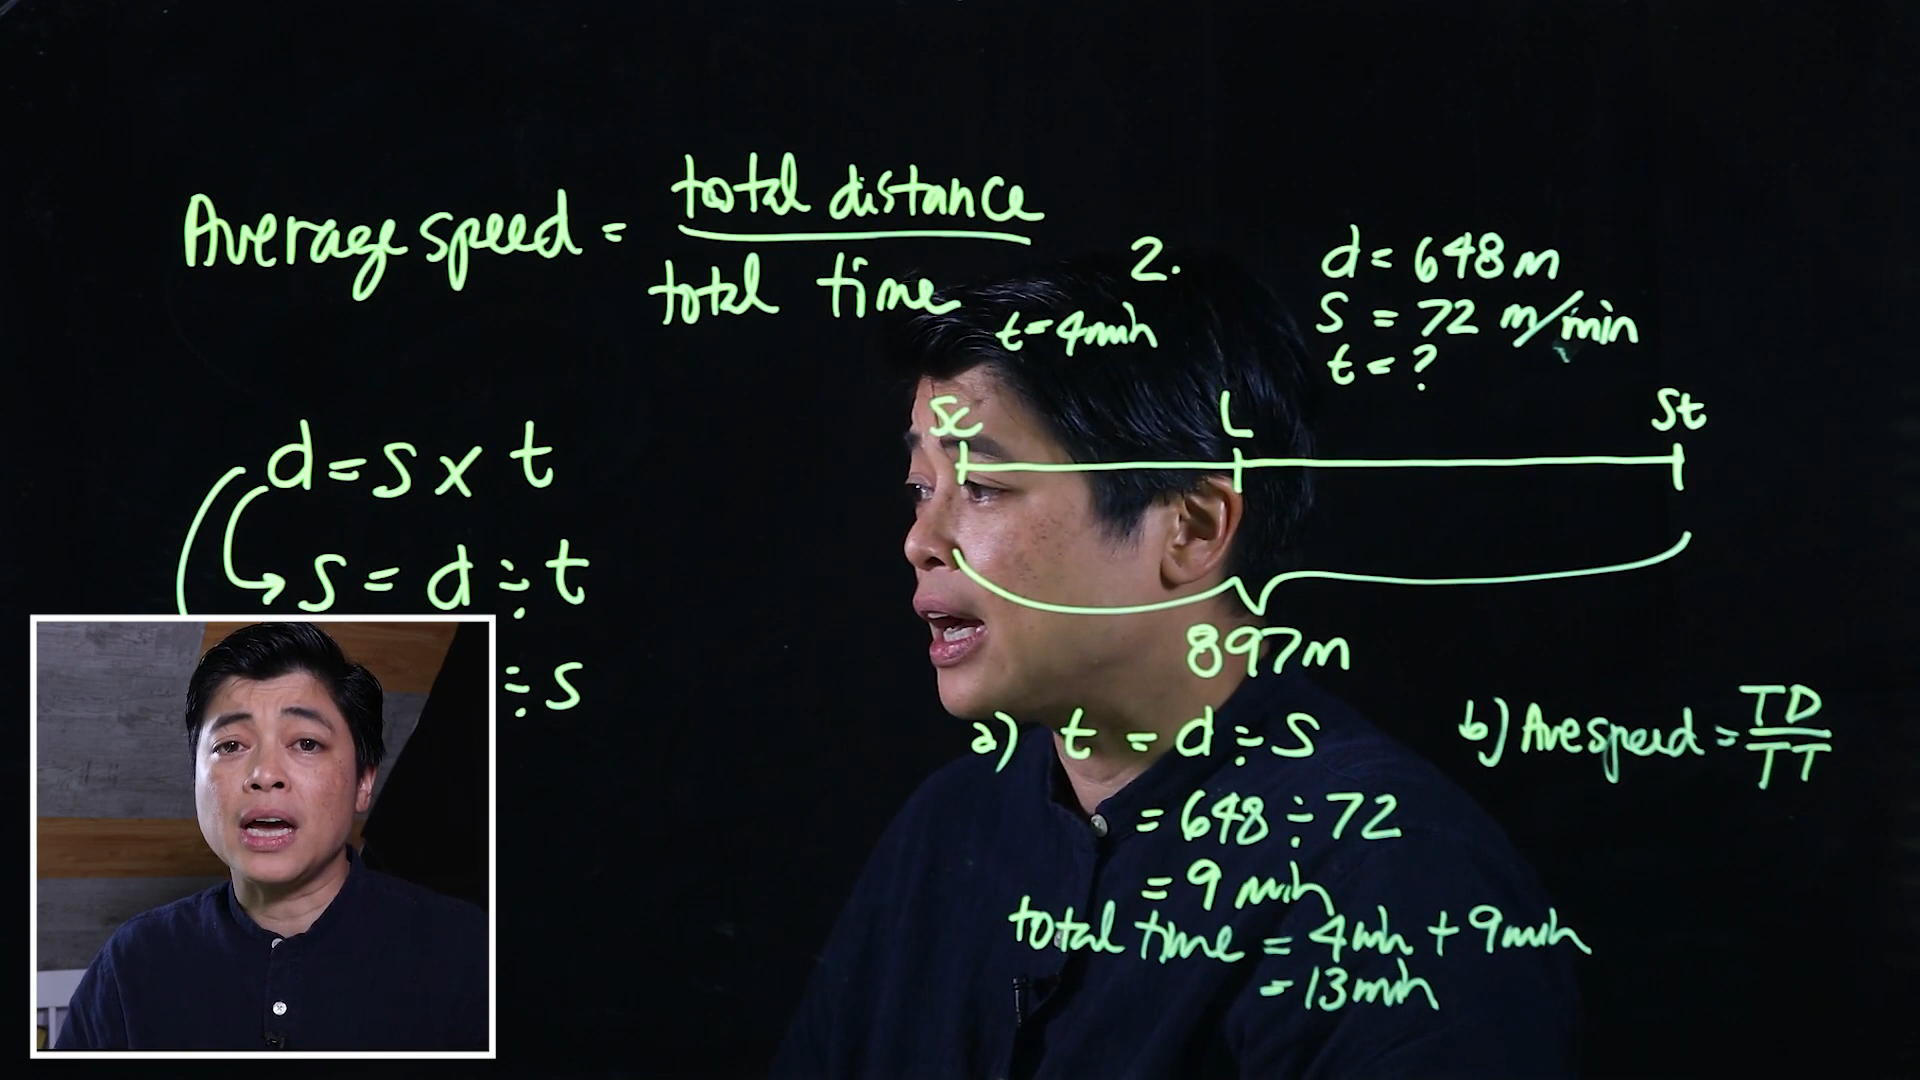 Average speed = total distance
total time
d = s x t
s = d ÷ t
÷ s
2.
d = 648 m
s = 72 m/min
t = ?
t = 4 min
Sc L St
897m
a) t = d ÷ s
= 648 ÷ 72
= 9 min
total time = 4 min + 9 min
= 13 min
b) Ave speed = TD
TT